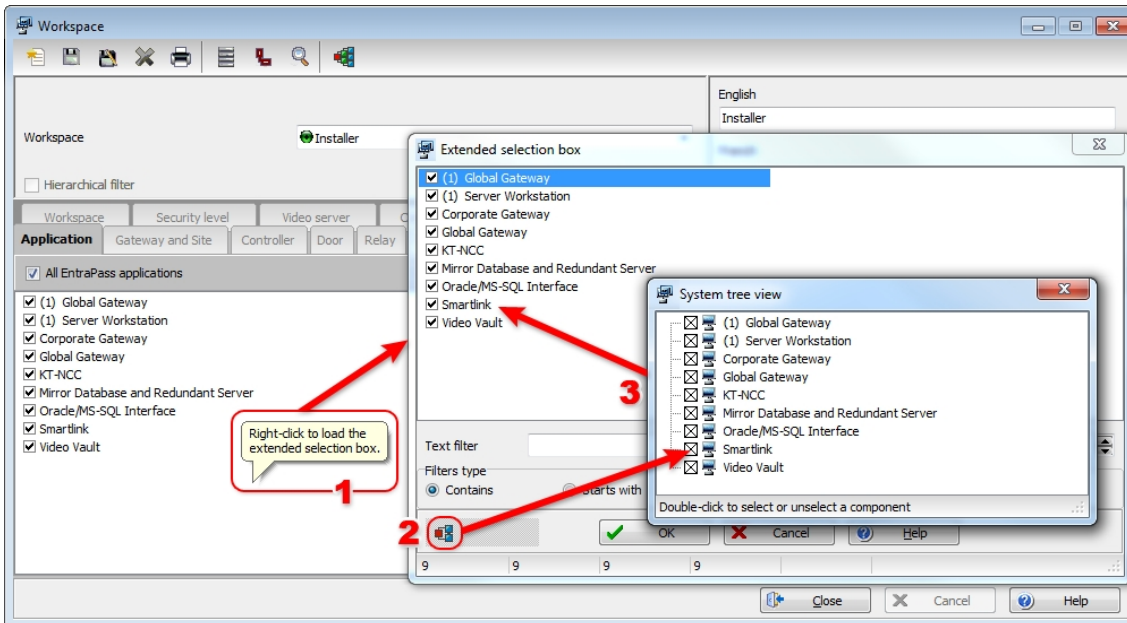 Workspace
English
Installer
Workspace
Installer
Hierarchical filter
Workspace
Security level
Video server
Application
Gateway and Site
Controller
Door
Relay
All EntraPass applications
(1) Global Gateway
(1) Server Workstation
Corporate Gateway
Global Gateway
KT-NCC
Mirror Database and Redundant Server
Oracle/MS-SQL Interface
Smartlink
Video Vault
Right-click to load the
extended selection box.
1
Extended selection box
(1) Global Gateway
(1) Server Workstation
Corporate Gateway
Global Gateway
KT-NCC
Mirror Database and Redundant Server
Oracle/MS-SQL Interface
Smartlink
Video Vault
3
Text filter
Filters type
Contains
Starts with
2
OK
Cancel
Help
9 9 9 9
System tree view
(1) Global Gateway
(1) Server Workstation
Corporate Gateway
Global Gateway
KT-NCC
Mirror Database and Redundant Server
Oracle/MS-SQL Interface
Smartlink
Video Vault
Double-click to select or unselect a component
Close
Cancel
Help